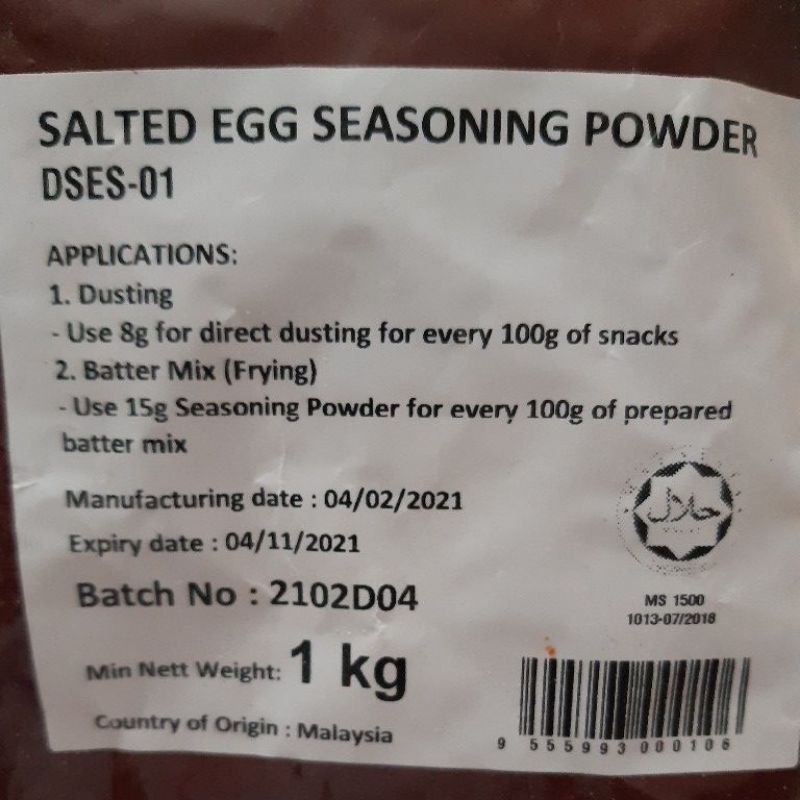 SALTED EGG SEASONING POWDER
DSES-01
APPLICATIONS:
1. Dusting
- Use 8g for direct dusting for every 100g of snacks
2. Batter Mix (Frying)
- Use 15g Seasoning Powder for every 100g of prepared
batter mix
Manufacturing date : 04/02/2021
Expiry date : 04/11/2021
Batch No : 2102D04
حلال
MS 1500
1013-07/2018
Min Nett Weight: 1 kg
Country of Origin : Malaysia
9 555993 000106